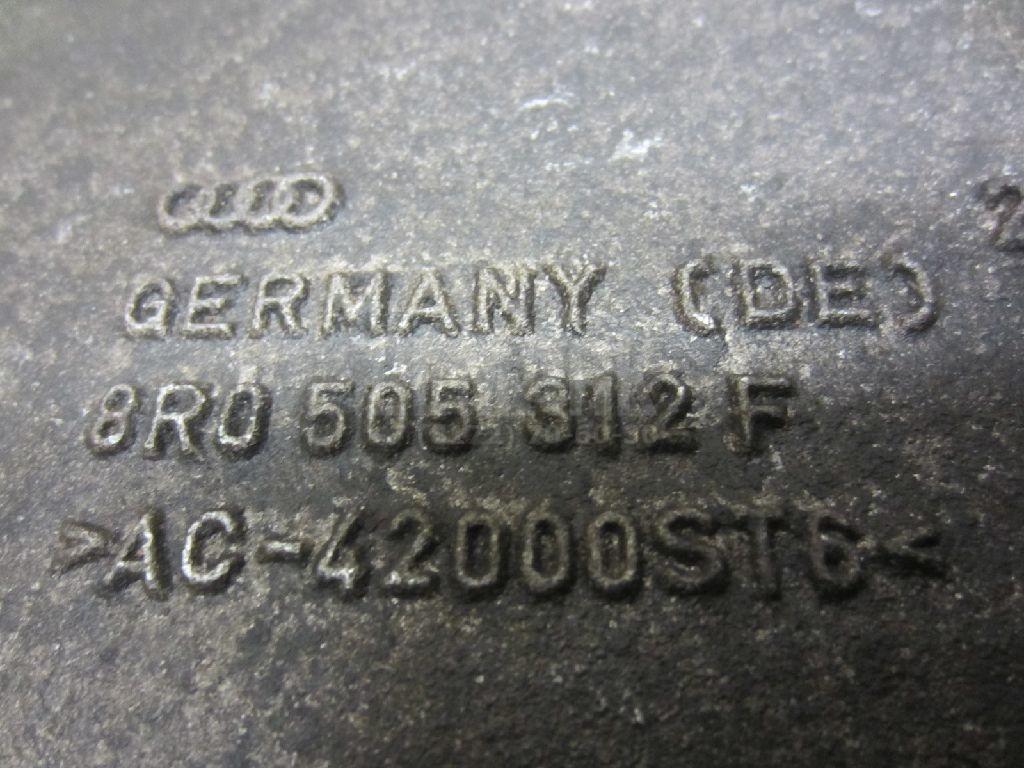 GERMANY (DE)
8R0 505 312 F
>AC-42000ST6<